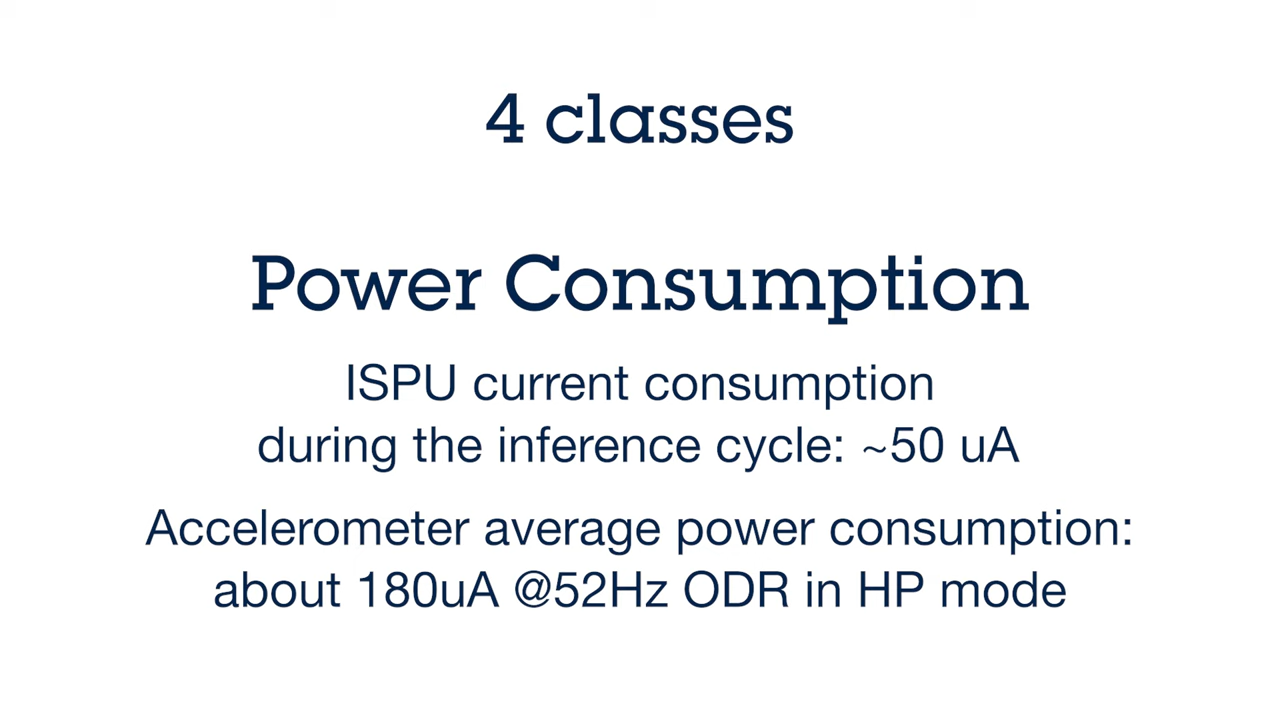 4 classes
Power Consumption
ISPU current consumption
during the inference cycle: ~50 uA
Accelerometer average power consumption:
about 180uA @52Hz ODR in HP mode